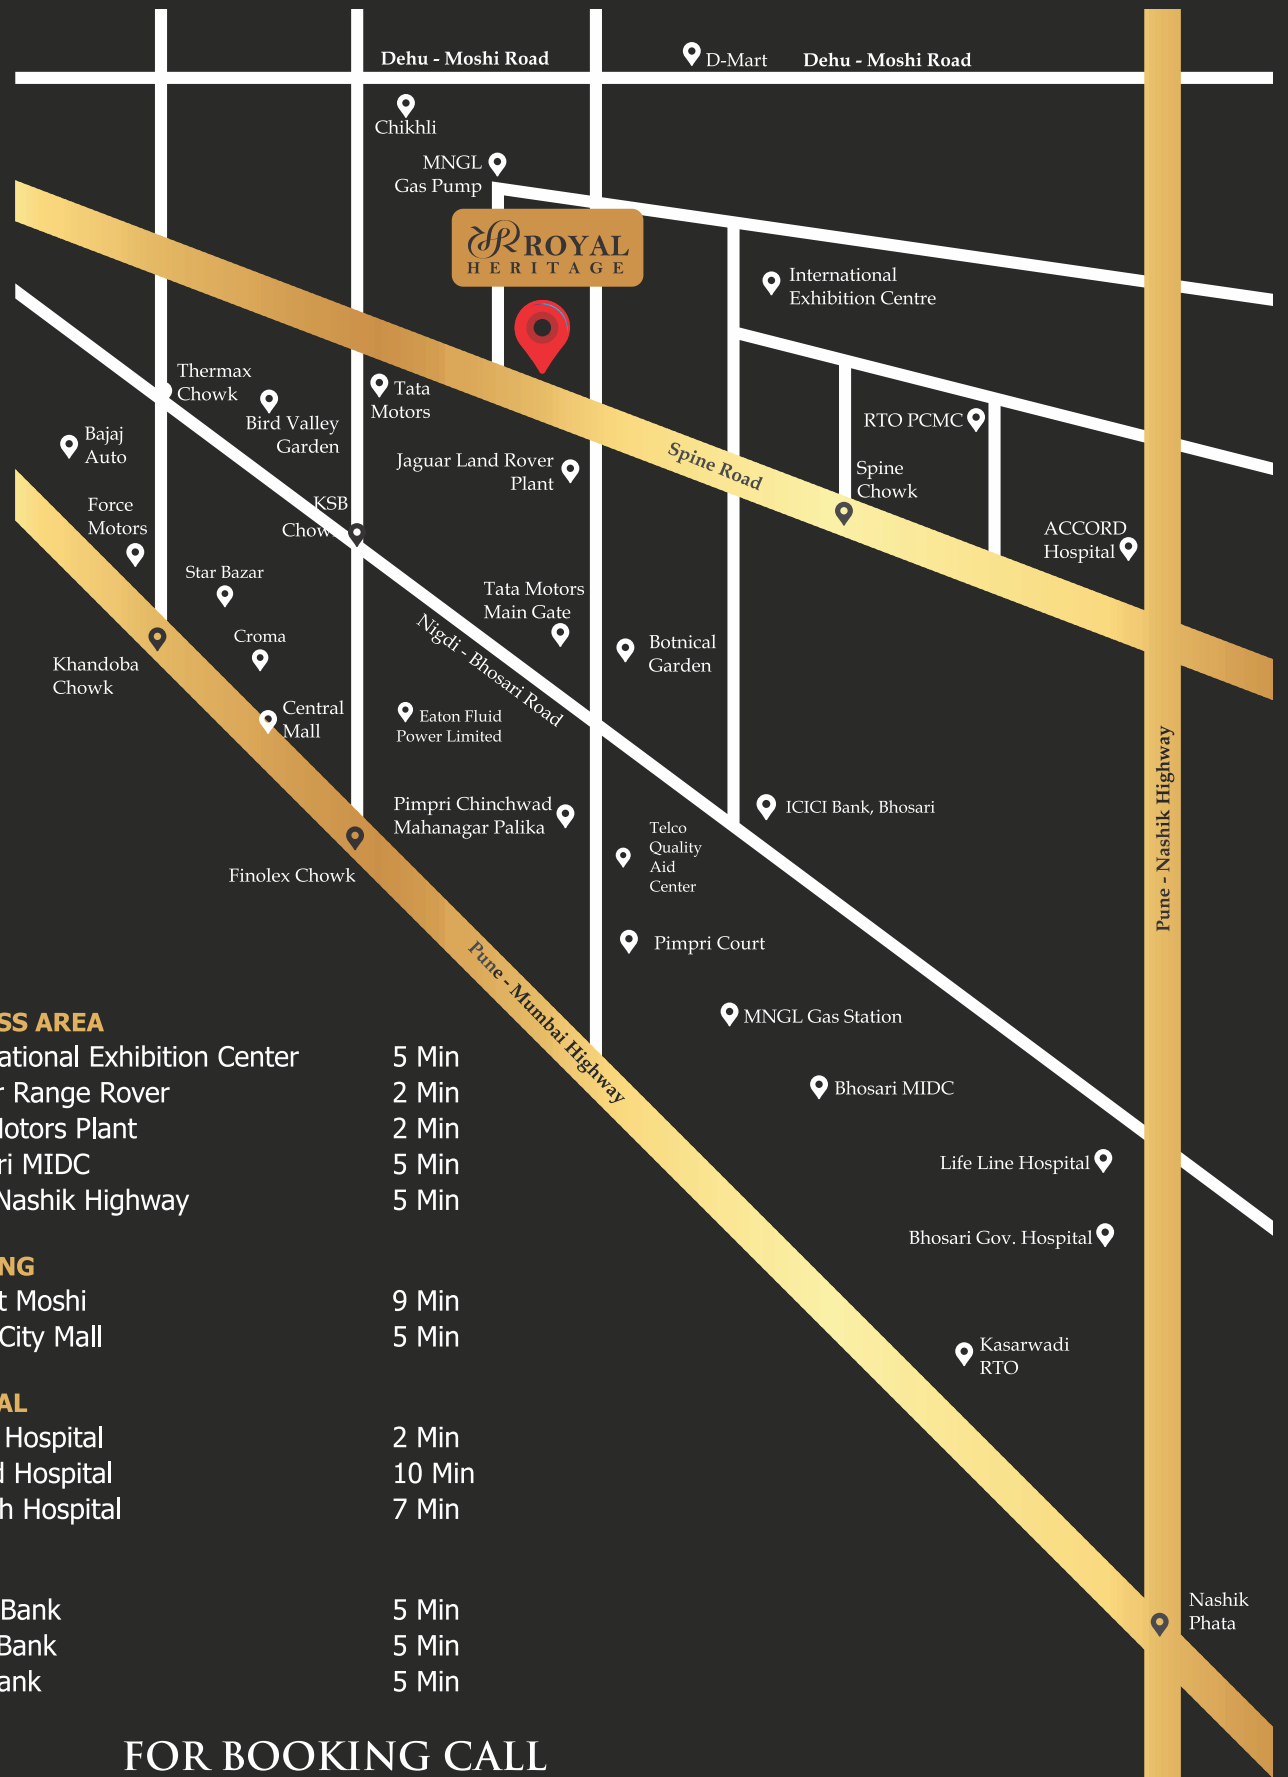 Dehu - Moshi Road
D-Mart
Dehu - Moshi Road
Chikhli
MNGL
Gas Pump
ROYAL
HERITAGE
International
Exhibition Centre
Thermax
Chowk
Bird Valley
Garden
Tata
Motors
Bajaj
Auto
Jaguar Land Rover
Plant
Spine Road
RTO PCMC
Spine
Chowk
Force
Motors
KSB
Chowk
ACCORD
Hospital
Star Bazar
Tata Motors
Main Gate
Croma
Nigdi - Bhosari Road
Botnical
Garden
Khandoba
Chowk
Central
Mall
Eaton Fluid
Power Limited
Pune - Nashik Highway
Pimpri Chinchwad
Mahanagar Palika
ICICI Bank, Bhosari
Telco
Quality
Aid
Center
Finolex Chowk
Pimpri Court
Pune - Mumbai Highway
MNGL Gas Station
Bhosari MIDC
Life Line Hospital
Bhosari Gov. Hospital
Kasarwadi
RTO
Nashik
Phata
SS AREA
ational Exhibition Center 5 Min
r Range Rover 2 Min
otors Plant 2 Min
ri MIDC 5 Min
Nashik Highway 5 Min
NG
t Moshi 9 Min
City Mall 5 Min
AL
Hospital 2 Min
d Hospital 10 Min
h Hospital 7 Min
Bank 5 Min
Bank 5 Min
ank 5 Min
FOR BOOKING CALL